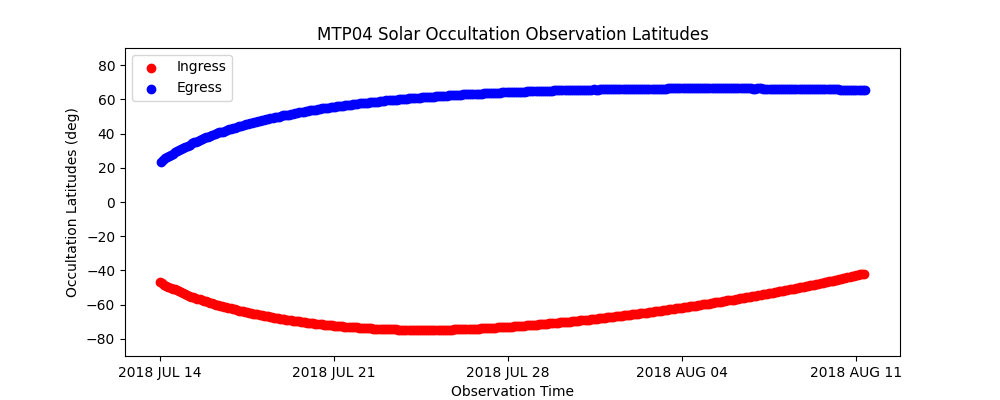 MTP04 Solar Occultation Observation Latitudes
Ingress
Egress
Occultation Latitudes (deg)
80
60
40
20
0
−20
−40
−60
−80
2018 JUL 14
2018 JUL 21
2018 JUL 28
2018 AUG 04
2018 AUG 11
Observation Time